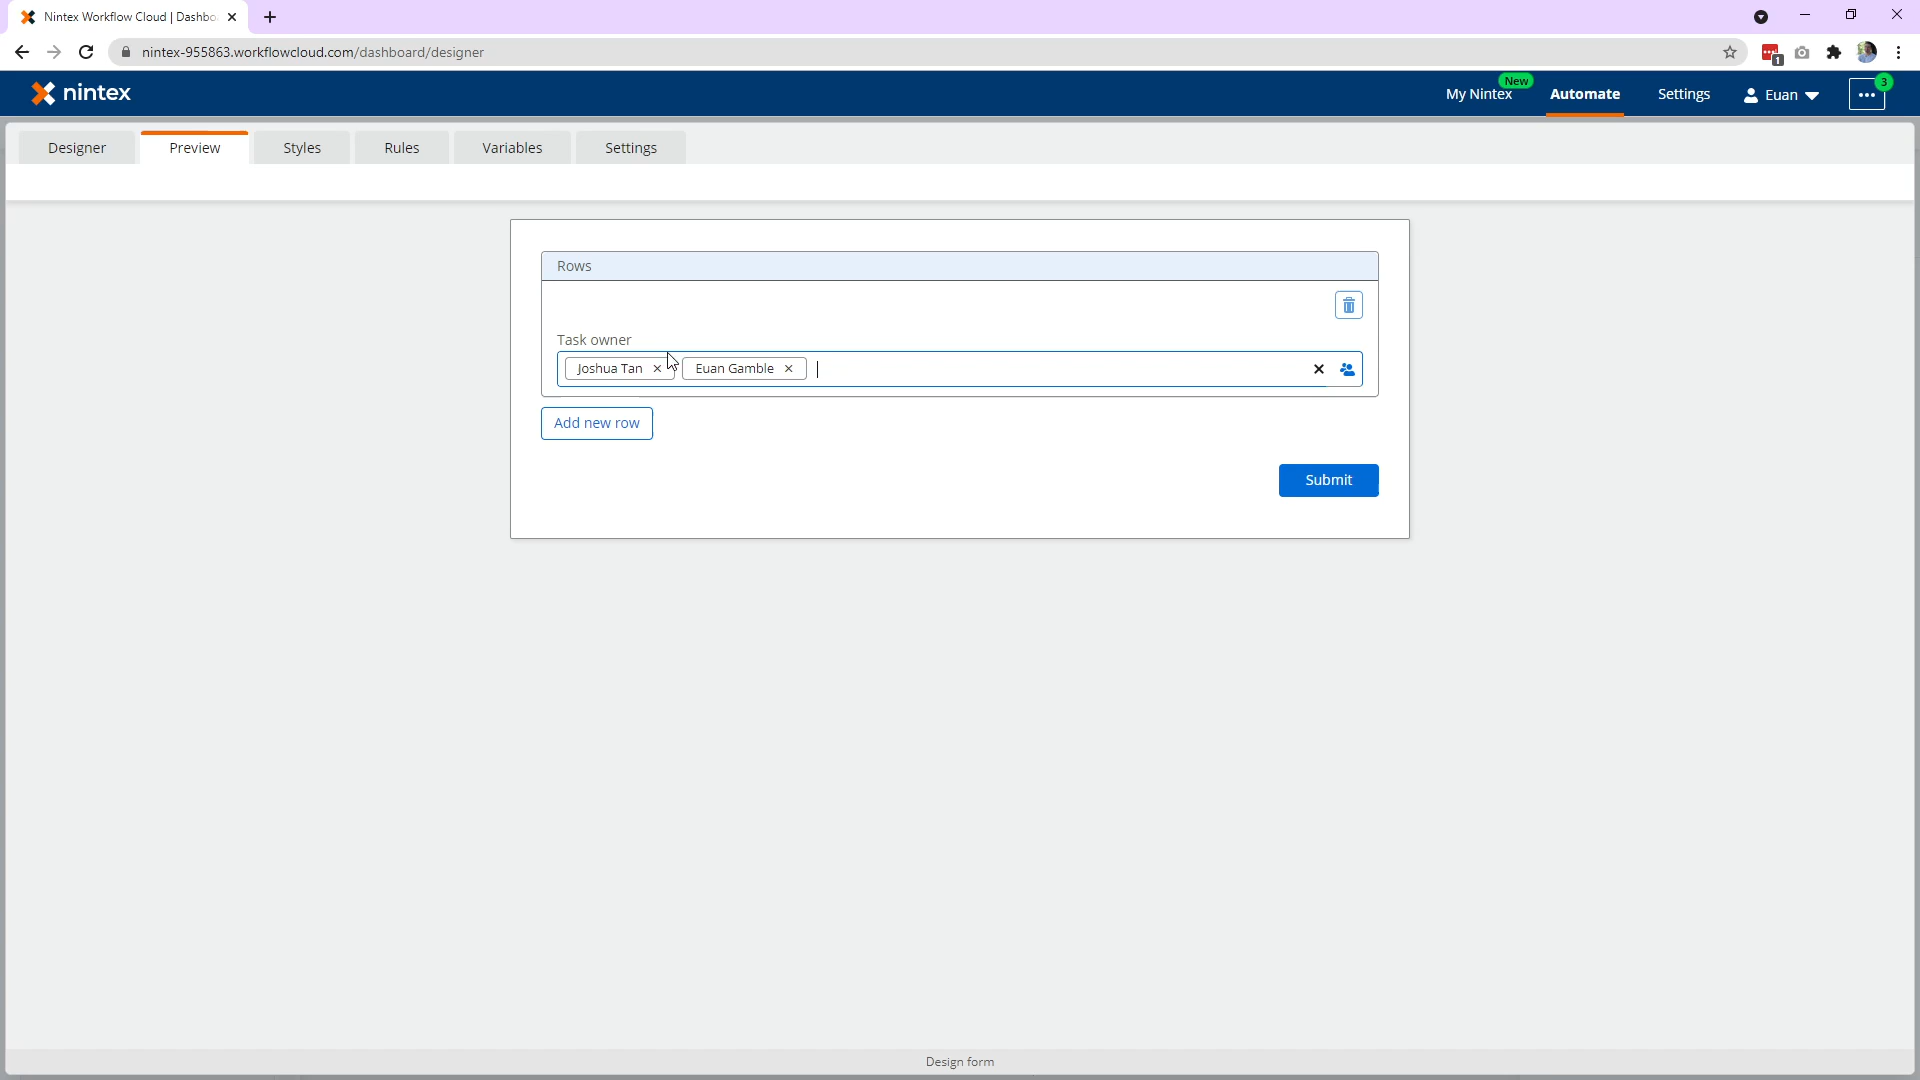 Nintex Workflow Cloud | Dashbo
nintex-955863.workflowcloud.com/dashboard/designer
1
nintex
My Nintex
New
Automate
Settings
Euan
3
Designer
Preview
Styles
Rules
Variables
Settings
Rows
Task owner
Joshua Tan
Euan Gamble
Add new row
Submit
Design form